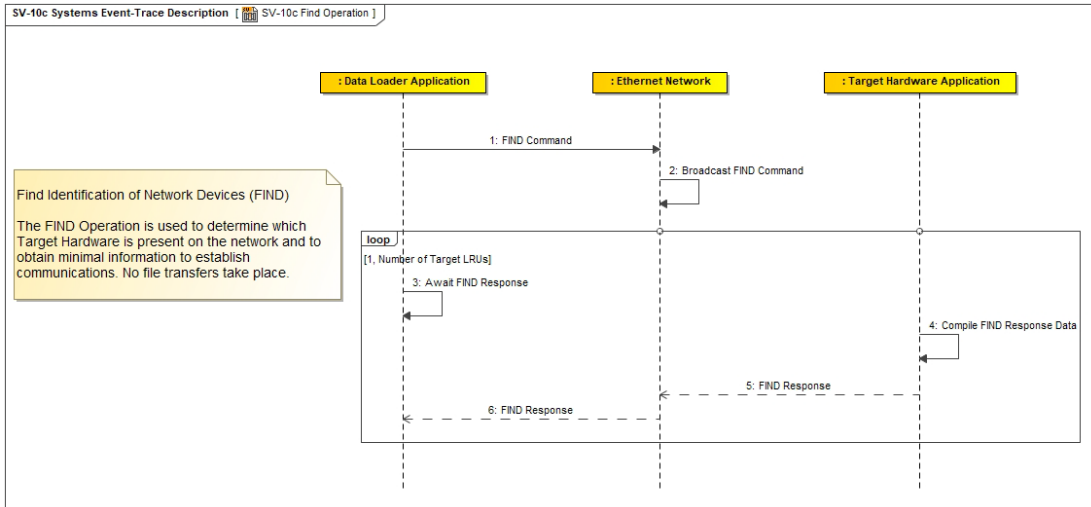 SV-10c Systems Event-Trace Description [ SV-10c Find Operation ]
: Data Loader Application
: Ethernet Network
: Target Hardware Application
1: FIND Command
2: Broadcast FIND Command
Find Identification of Network Devices (FIND)
The FIND Operation is used to determine which
Target Hardware is present on the network and to
obtain minimal information to establish
communications. No file transfers take place.
loop
[1, Number of Target LRUs]
3: Await FIND Response
4: Compile FIND Response Data
5: FIND Response
6: FIND Response